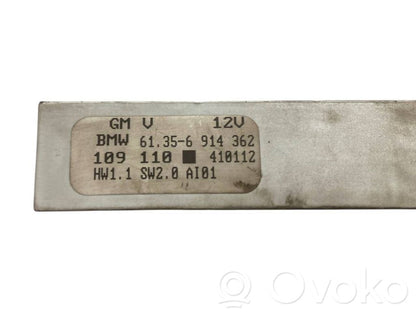 GM V 12V
BMW 61.35-6 914 362
109 110 ■ 410112
HW1.1 SW2.0 AI01
Ovoko